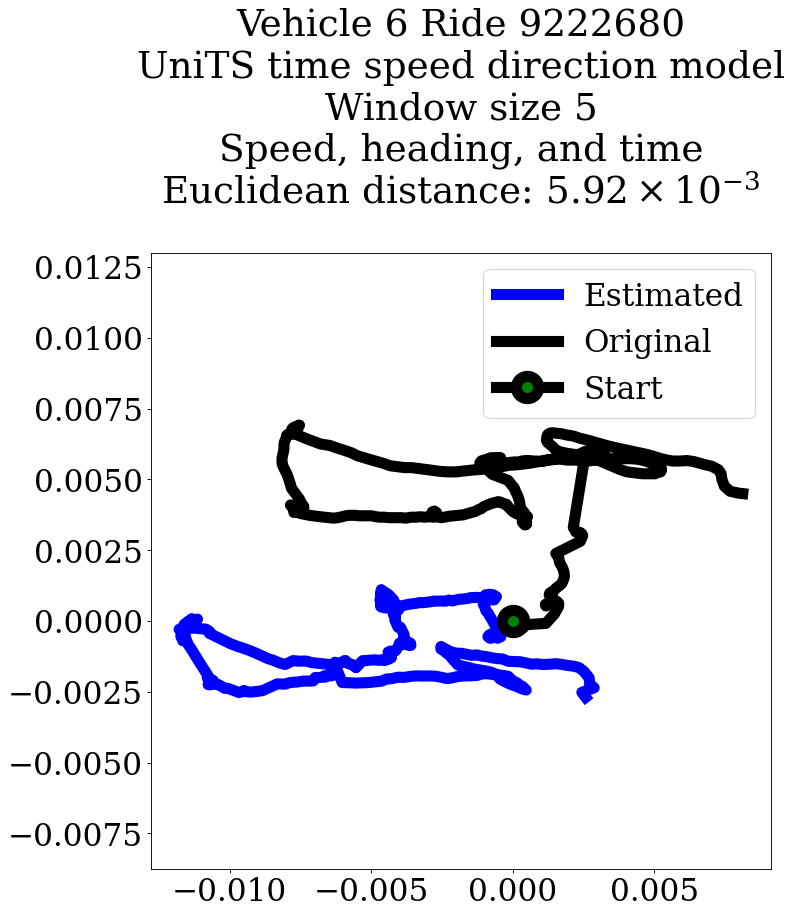 Vehicle 6 Ride 9222680
UniTS time speed direction model
Window size 5
Speed, heading, and time
Euclidean distance: 5.92 × 10⁻³
Estimated
Original
Start
0.0125
0.0100
0.0075
0.0050
0.0025
0.0000
−0.0025
−0.0050
−0.0075
−0.010 −0.005 0.000 0.005